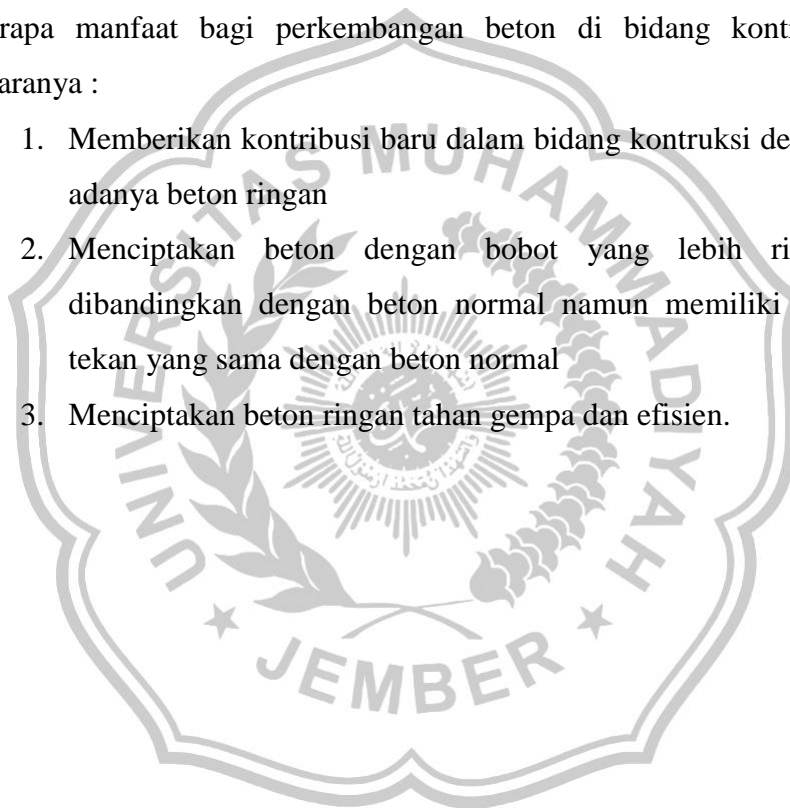 rapa manfaat bagi perkembangan beton di bidang kont
aranya :
1. Memberikan kontribusi baru dalam bidang kontruksi de
adanya beton ringan
2. Menciptakan beton dengan bobot yang lebih ri
dibandingkan dengan beton normal namun memiliki
tekan yang sama dengan beton normal
3. Menciptakan beton ringan tahan gempa dan efisien.
UNIVERSITAS MUHAMMADIYAH
JEMBER